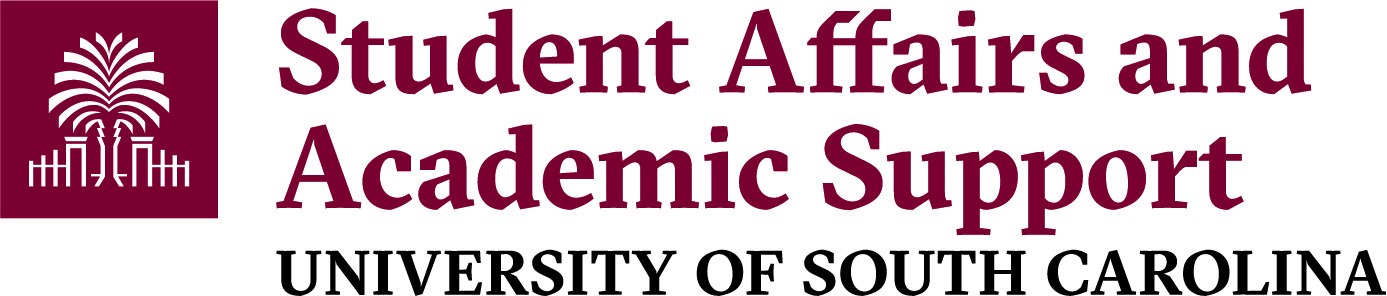 Student Affairs and
Academic Support
UNIVERSITY OF SOUTH CAROLINA